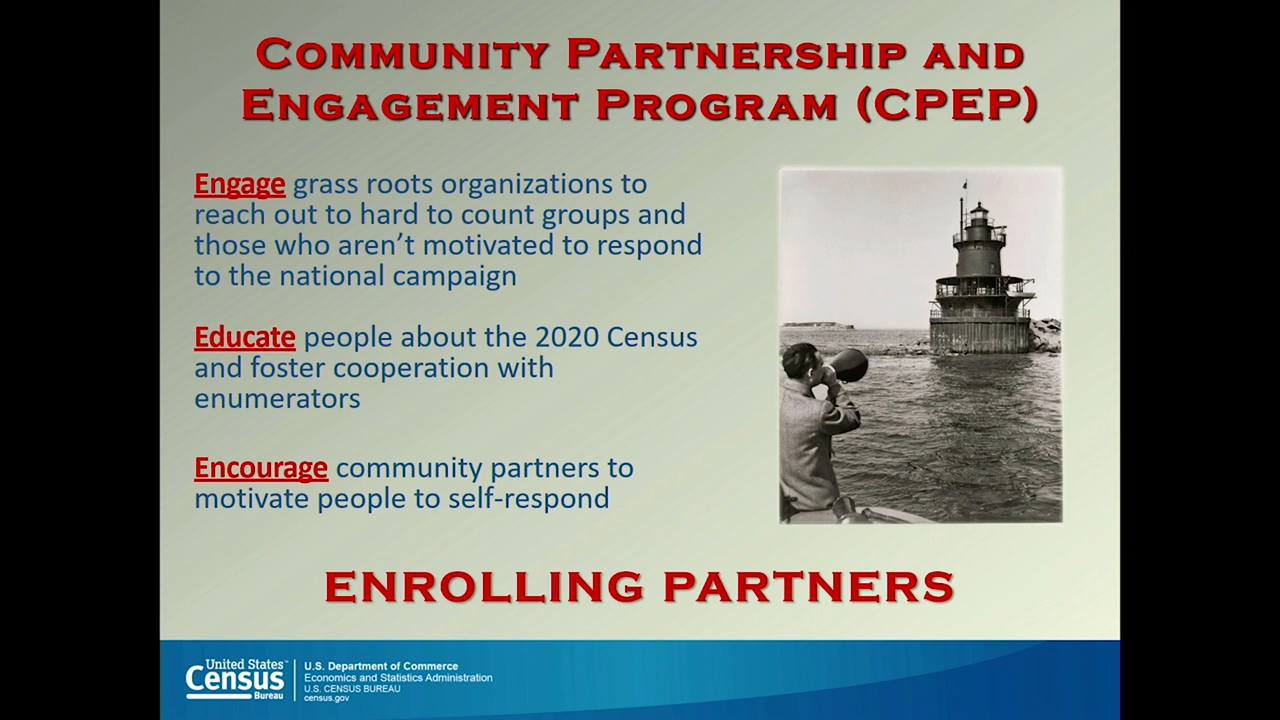 Community Partnership and
Engagement Program (CPEP)
Engage grass roots organizations to
reach out to hard to count groups and
those who aren’t motivated to respond
to the national campaign
Educate people about the 2020 Census
and foster cooperation with
enumerators
Encourage community partners to
motivate people to self-respond
ENROLLING PARTNERS
United States™
Census
Bureau
U.S. Department of Commerce
Economics and Statistics Administration
U.S. CENSUS BUREAU
census.gov